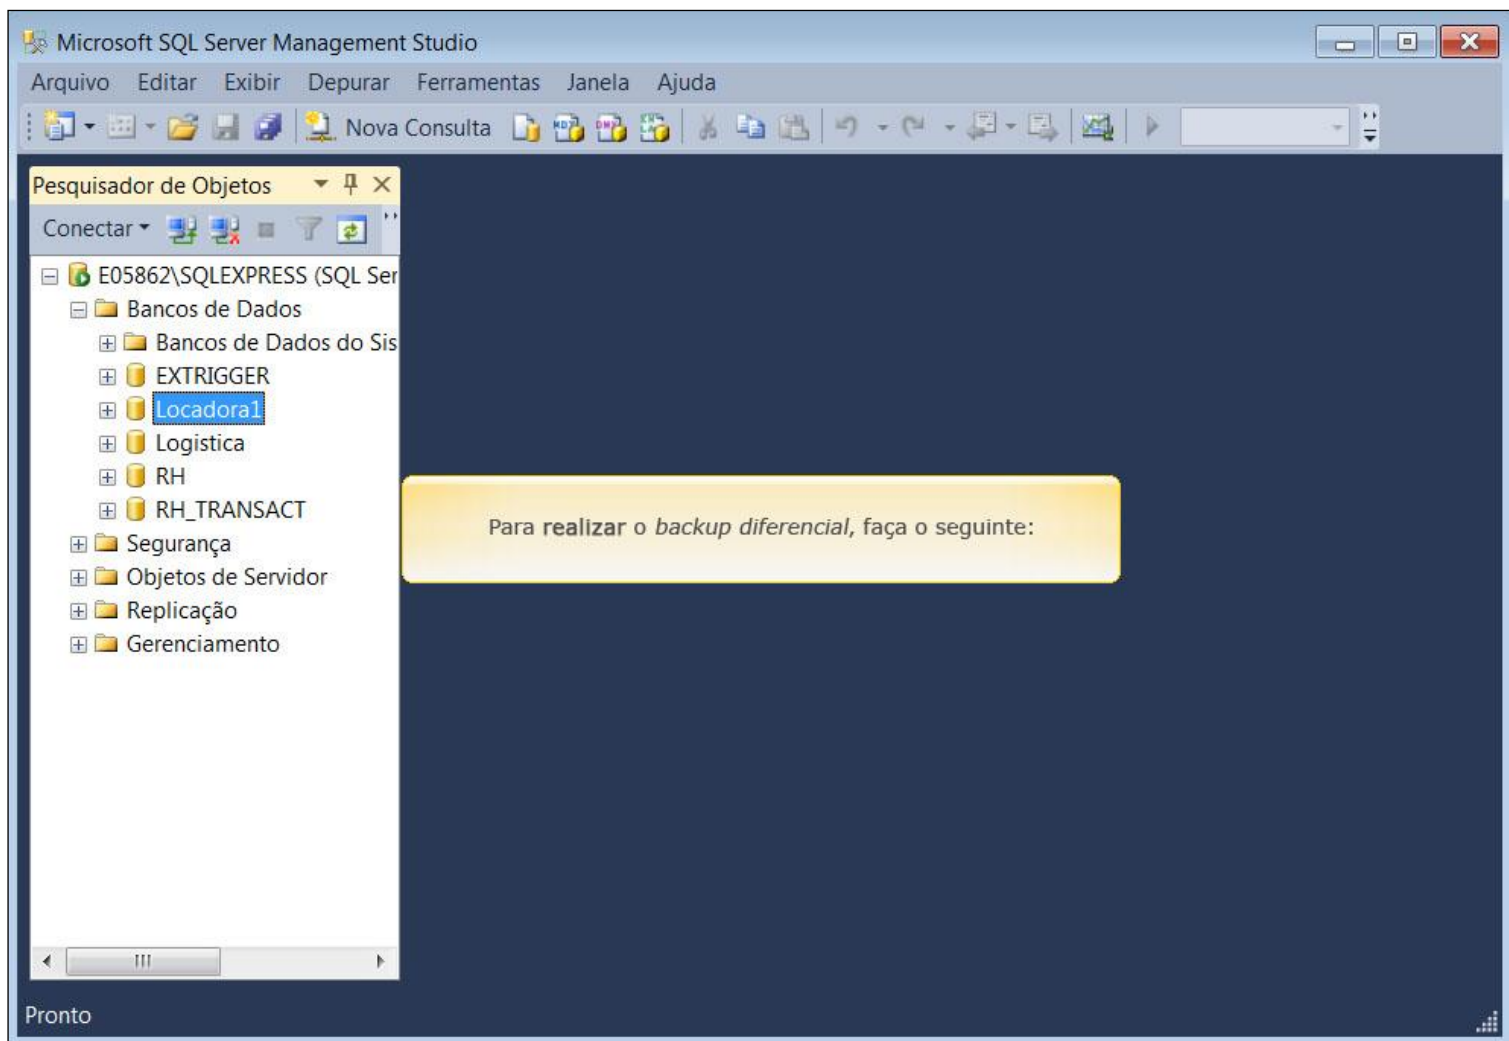 Microsoft SQL Server Management Studio
Arquivo Editar Exibir Depurar Ferramentas Janela Ajuda
Nova Consulta
Pesquisador de Objetos
Conectar
E05862\SQLEXPRESS (SQL Ser
Bancos de Dados
Bancos de Dados do Sis
EXTRIGGER
Locadora1
Logistica
RH
RH_TRANSACT
Segurança
Objetos de Servidor
Replicação
Gerenciamento
Para realizar o backup diferencial, faça o seguinte:
Pronto